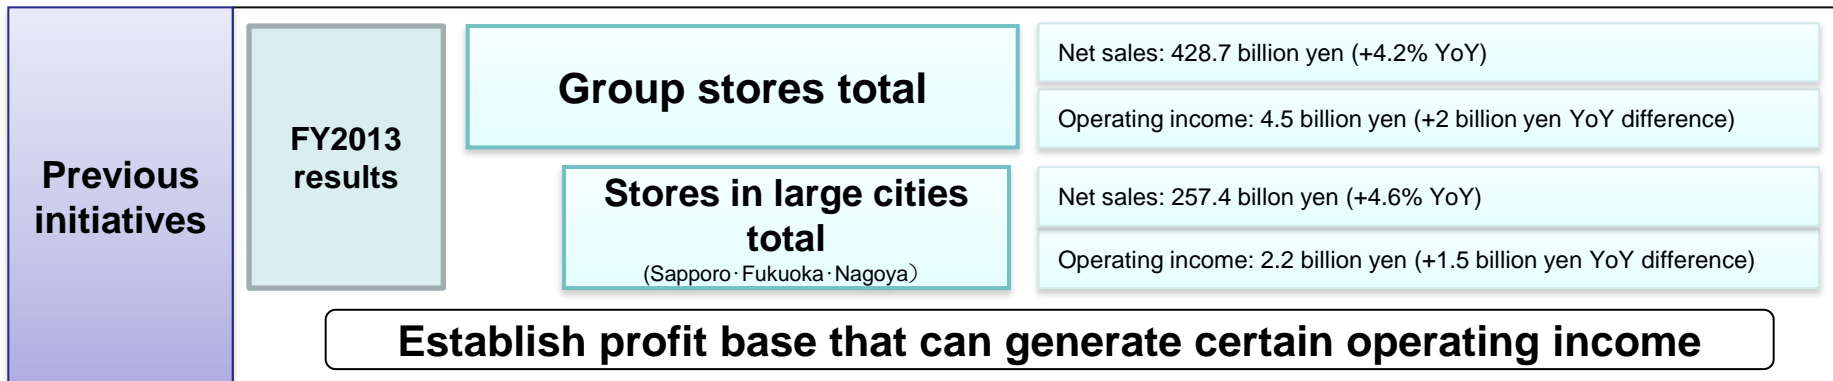 Previous
initiatives
FY2013
results
Group stores total
Net sales: 428.7 billion yen (+4.2% YoY)
Operating income: 4.5 billion yen (+2 billion yen YoY difference)
Stores in large cities
total
(Sapporo･Fukuoka･Nagoya）
Net sales: 257.4 billon yen (+4.6% YoY)
Operating income: 2.2 billion yen (+1.5 billion yen YoY difference)
Establish profit base that can generate certain operating income